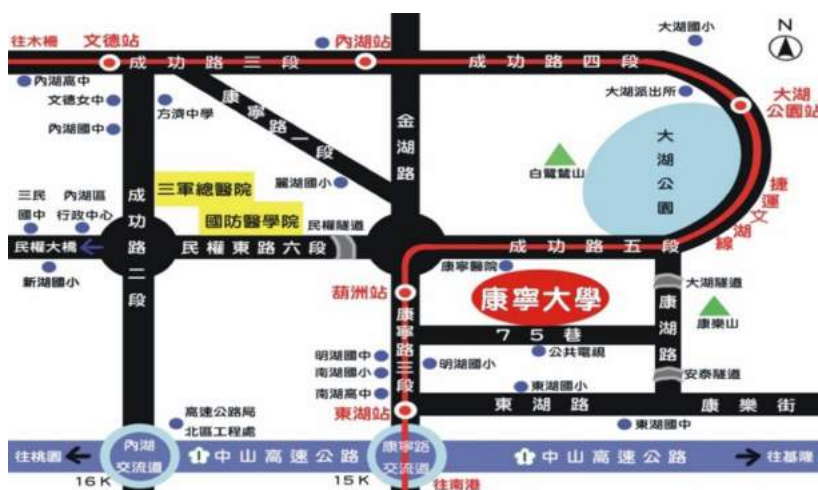 往木柵
文德站
內湖站
大湖國小
N
成功路三段
成功路四段
內湖高中
文德女中
方濟中學
內湖國中
康寧路一段
金湖路
大湖派出所
大湖公園站
大湖公園
白鷺鷥山
麗湖國小
三軍總醫院
國防醫學院
三民國中
內湖區行政中心
成功路二段
民權隧道
捷運文湖線
民權大橋
民權東路六段
成功路五段
新湖國小
康寧醫院
大湖隧道
葫洲站
康寧大學
康湖路
康樂山
康寧路三段
75巷
明湖國中
明湖國小
公共電視
南湖國小
安泰隧道
南湖高中
東湖國小
東湖站
東湖路
康樂街
高速公路局
北區工程處
東湖國中
往桃園
內湖
交流道
1
中山高速公路
康寧路
交流道
1
中山高速公路
往基隆
16K
15K
往南港